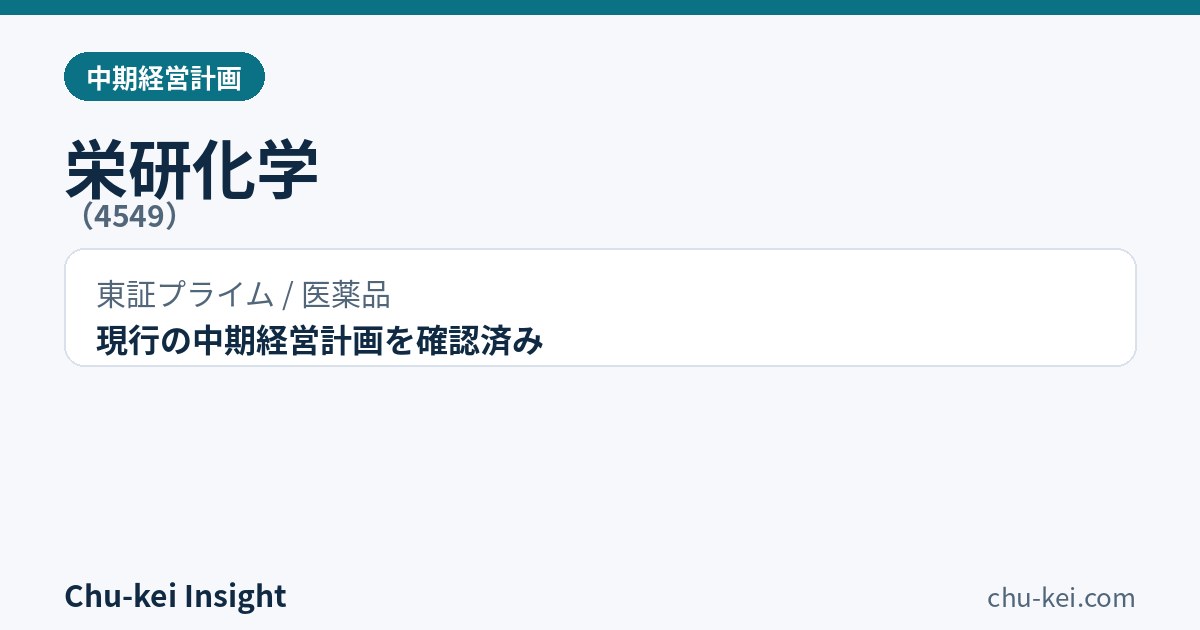 中期経営計画
栄研化学
（4549）
東証プライム / 医薬品
現行の中期経営計画を確認済み
Chu-kei Insight
chu-kei.com